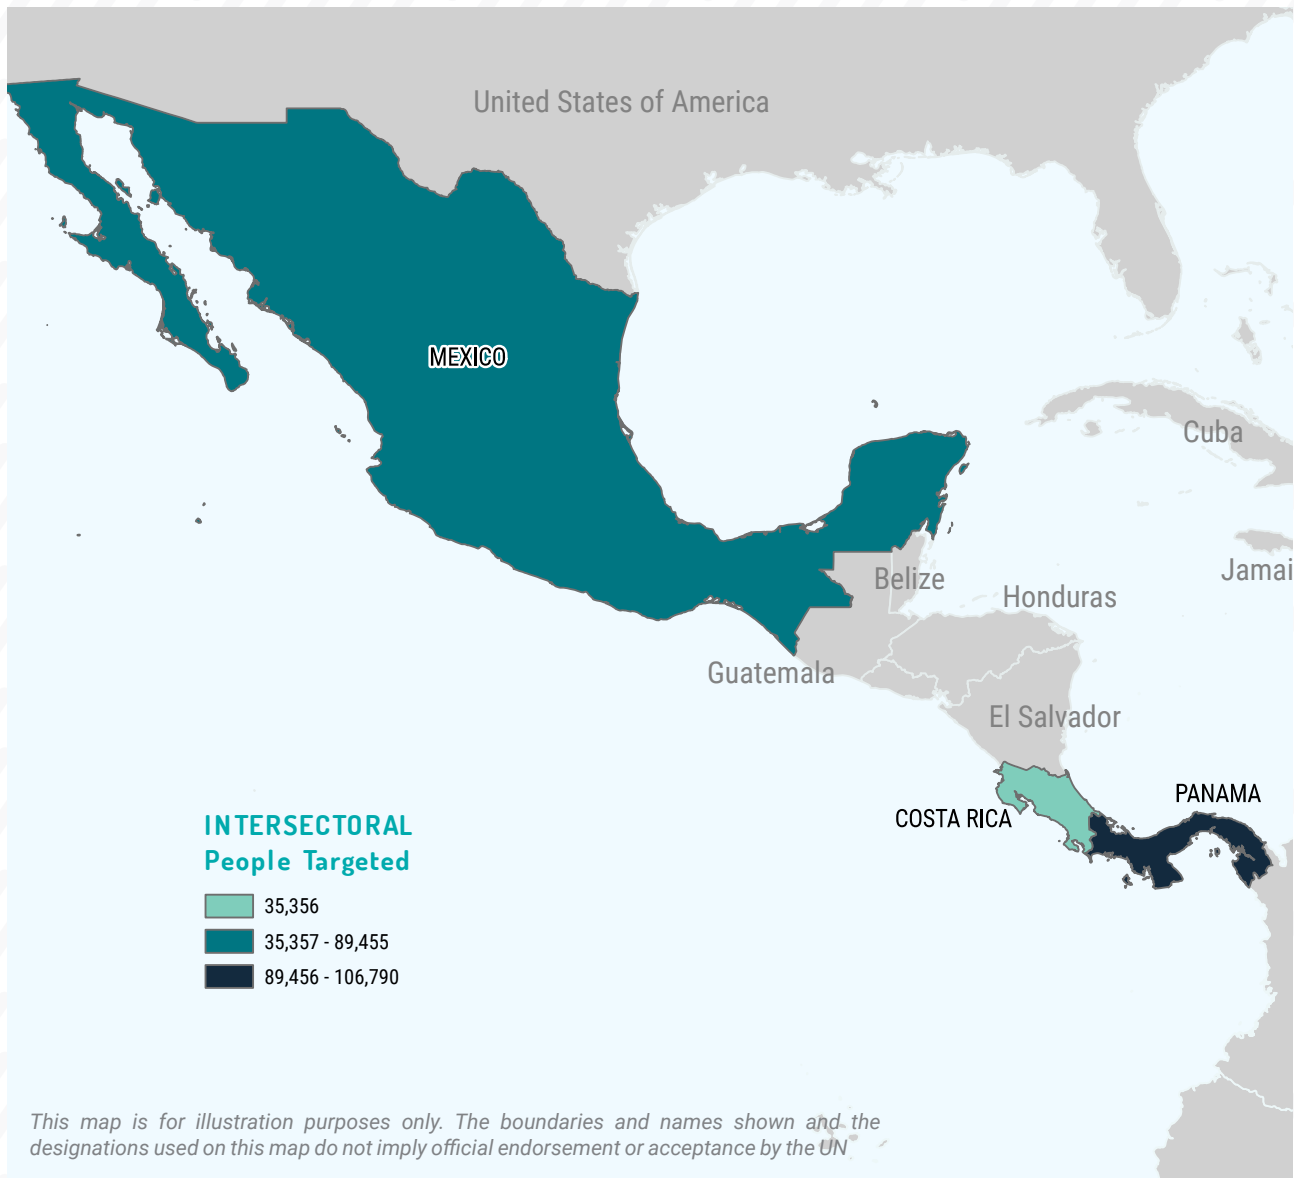 United States of America
MEXICO
Cuba
Jamai
Belize
Honduras
Guatemala
El Salvador
PANAMA
COSTA RICA
INTERSECTORAL
People Targeted
35,356
35,357 - 89,455
89,456 - 106,790
This map is for illustration purposes only. The boundaries and names shown and the
designations used on this map do not imply official endorsement or acceptance by the UN